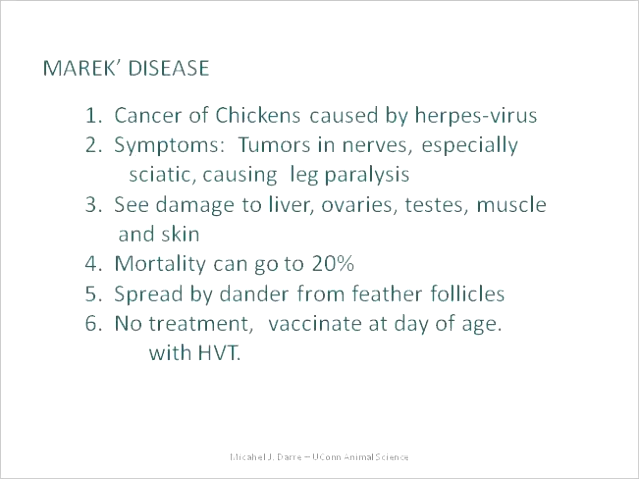 MAREK’ DISEASE
1. Cancer of Chickens caused by herpes-virus
2. Symptoms: Tumors in nerves, especially
sciatic, causing leg paralysis
3. See damage to liver, ovaries, testes, muscle
and skin
4. Mortality can go to 20%
5. Spread by dander from feather follicles
6. No treatment, vaccinate at day of age.
with HVT.
Micahel J. Darre – UConn Animal Science